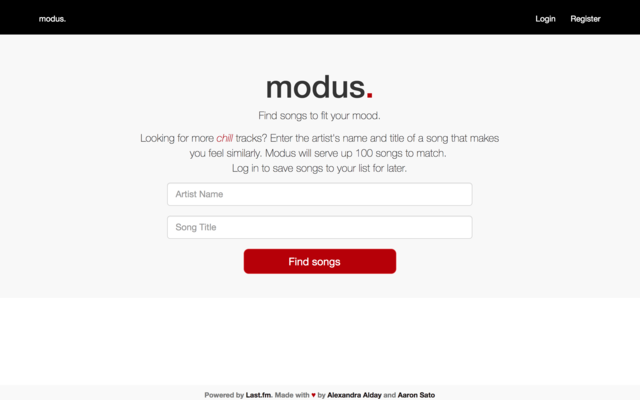 modus.
Login
Register
modus.
Find songs to fit your mood.
Looking for more chill tracks? Enter the artist's name and title of a song that makes
you feel similarly. Modus will serve up 100 songs to match.
Log in to save songs to your list for later.
Artist Name
Song Title
Find songs
Powered by Last.fm. Made with ♥ by Alexandra Alday and Aaron Sato